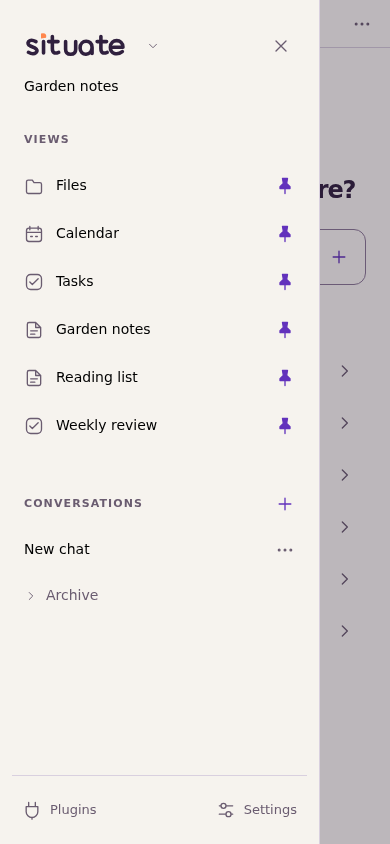 situate
Garden notes
re?
VIEWS
Files
Calendar
Tasks
Garden notes
Reading list
Weekly review
CONVERSATIONS
New chat
Archive
Plugins
Settings